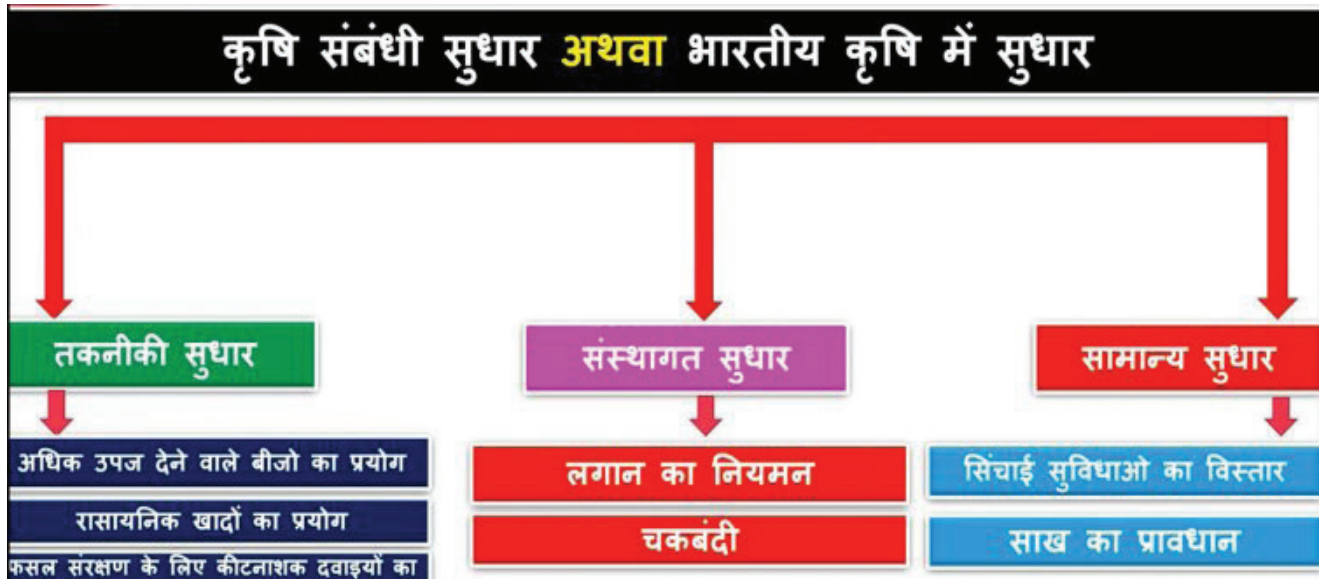 कृषि संबंधी सुधार अथवा भारतीय कृषि में सुधार
तकनीकी सुधार
अधिक उपज देने वाले बीजो का प्रयोग
रासायनिक खादों का प्रयोग
फसल संरक्षण के लिए कीटनाशक दवाइयों का
संस्थागत सुधार
लगान का नियमन
चकबंदी
सामान्य सुधार
सिंचाई सुविधाओ का विस्तार
साख का प्रावधान